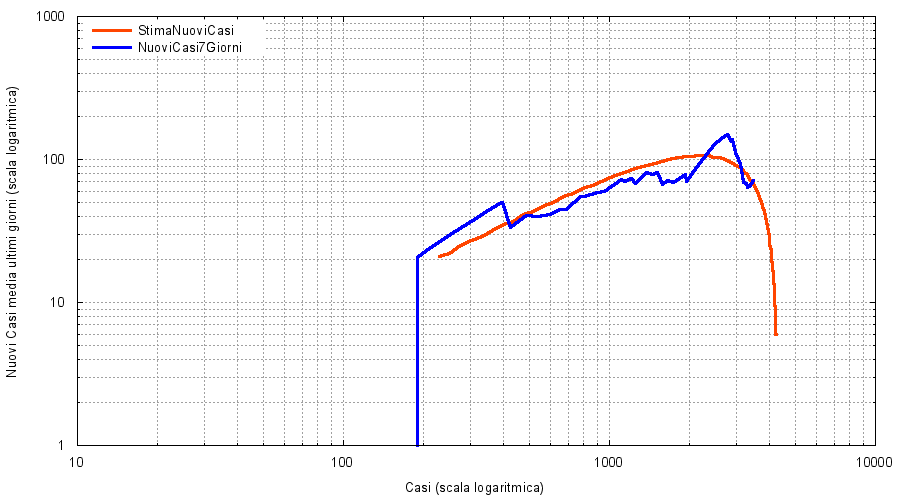 1000
StimaNuoviCasi
NuoviCasi7Giorni
100
10
1
10
100
1000
10000
Nuovi Casi media ultimi giorni (scala logaritmica)
Casi (scala logaritmica)